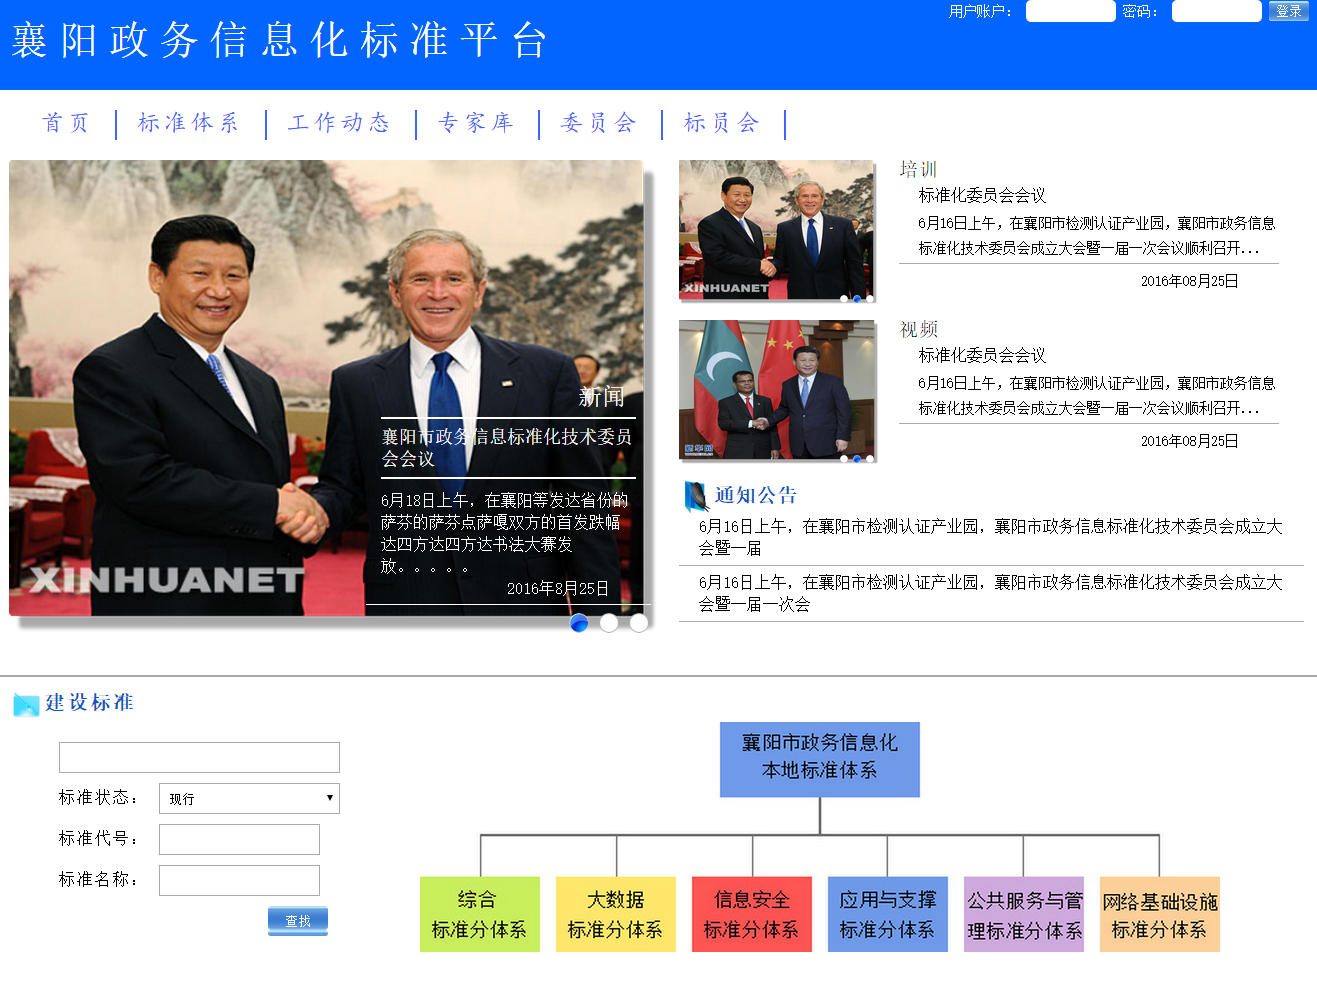 襄阳政务信息化标准平台
用户账户：
密码：
登录
首页
标准体系
工作动态
专家库
委员会
标员会
新闻
襄阳市政务信息标准化技术委员
会会议
6月18日上午，在襄阳等发达省份的
萨芬的萨芬点萨嘎双方的首发跌幅
达四方达四方达书法大赛发
放。。。。。
2016年8月25日
XINHUANET
XINHUANET
培训
标准化委员会会议
6月16日上午，在襄阳市检测认证产业园，襄阳市政务信息
标准化技术委员会成立大会暨一届一次会议顺利召开...
2016年08月25日
视频
标准化委员会会议
6月16日上午，在襄阳市检测认证产业园，襄阳市政务信息
标准化技术委员会成立大会暨一届一次会议顺利召开...
2016年08月25日
通知公告
6月16日上午，在襄阳市检测认证产业园，襄阳市政务信息标准化技术委员会成立大
会暨一届
6月16日上午，在襄阳市检测认证产业园，襄阳市政务信息标准化技术委员会成立大
会暨一届一次会
建设标准
标准状态：
现行
标准代号：
标准名称：
查找
襄阳市政务信息化
本地标准体系
综合
标准分体系
大数据
标准分体系
信息安全
标准分体系
应用与支撑
标准分体系
公共服务与管
理标准分体系
网络基础设施
标准分体系